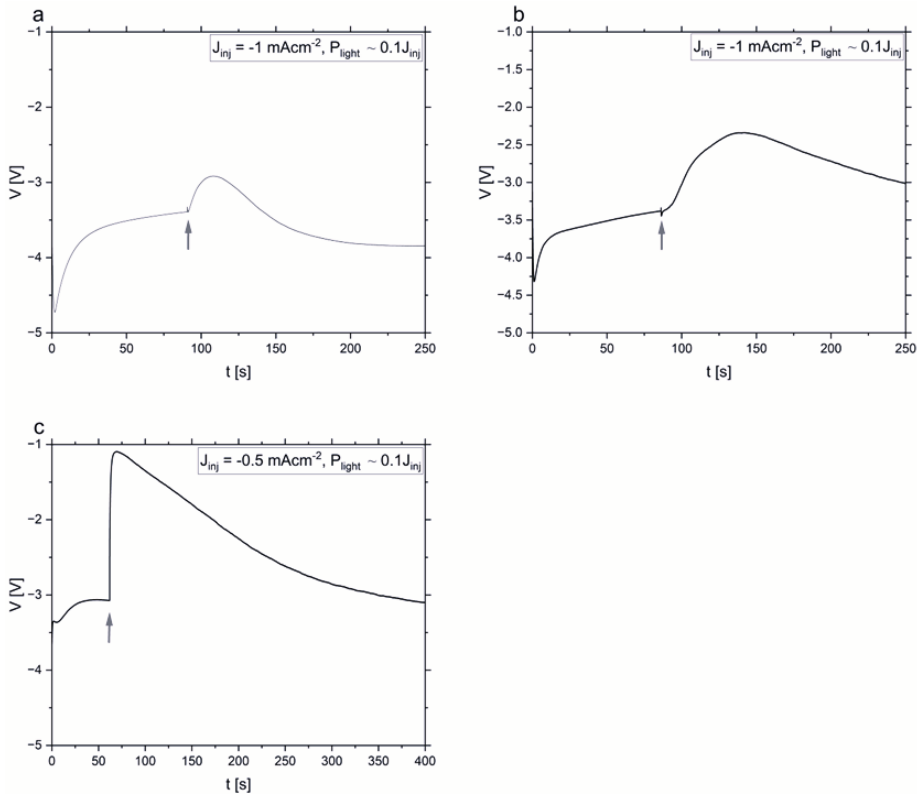 a
J_inj = -1 mAcm-2, P_light ~ 0.1J_inj
−1
−2
−3
−4
−5
V [V]
0 50 100 150 200 250
t [s]
b
J_inj = -1 mAcm-2, P_light ~ 0.1J_inj
−1.0
−1.5
−2.0
−2.5
−3.0
−3.5
−4.0
−4.5
−5.0
V [V]
0 50 100 150 200 250
t [s]
c
J_inj = -0.5 mAcm-2, P_light ~ 0.1J_inj
−1
−2
−3
−4
−5
V [V]
0 50 100 150 200 250 300 350 400
t [s]